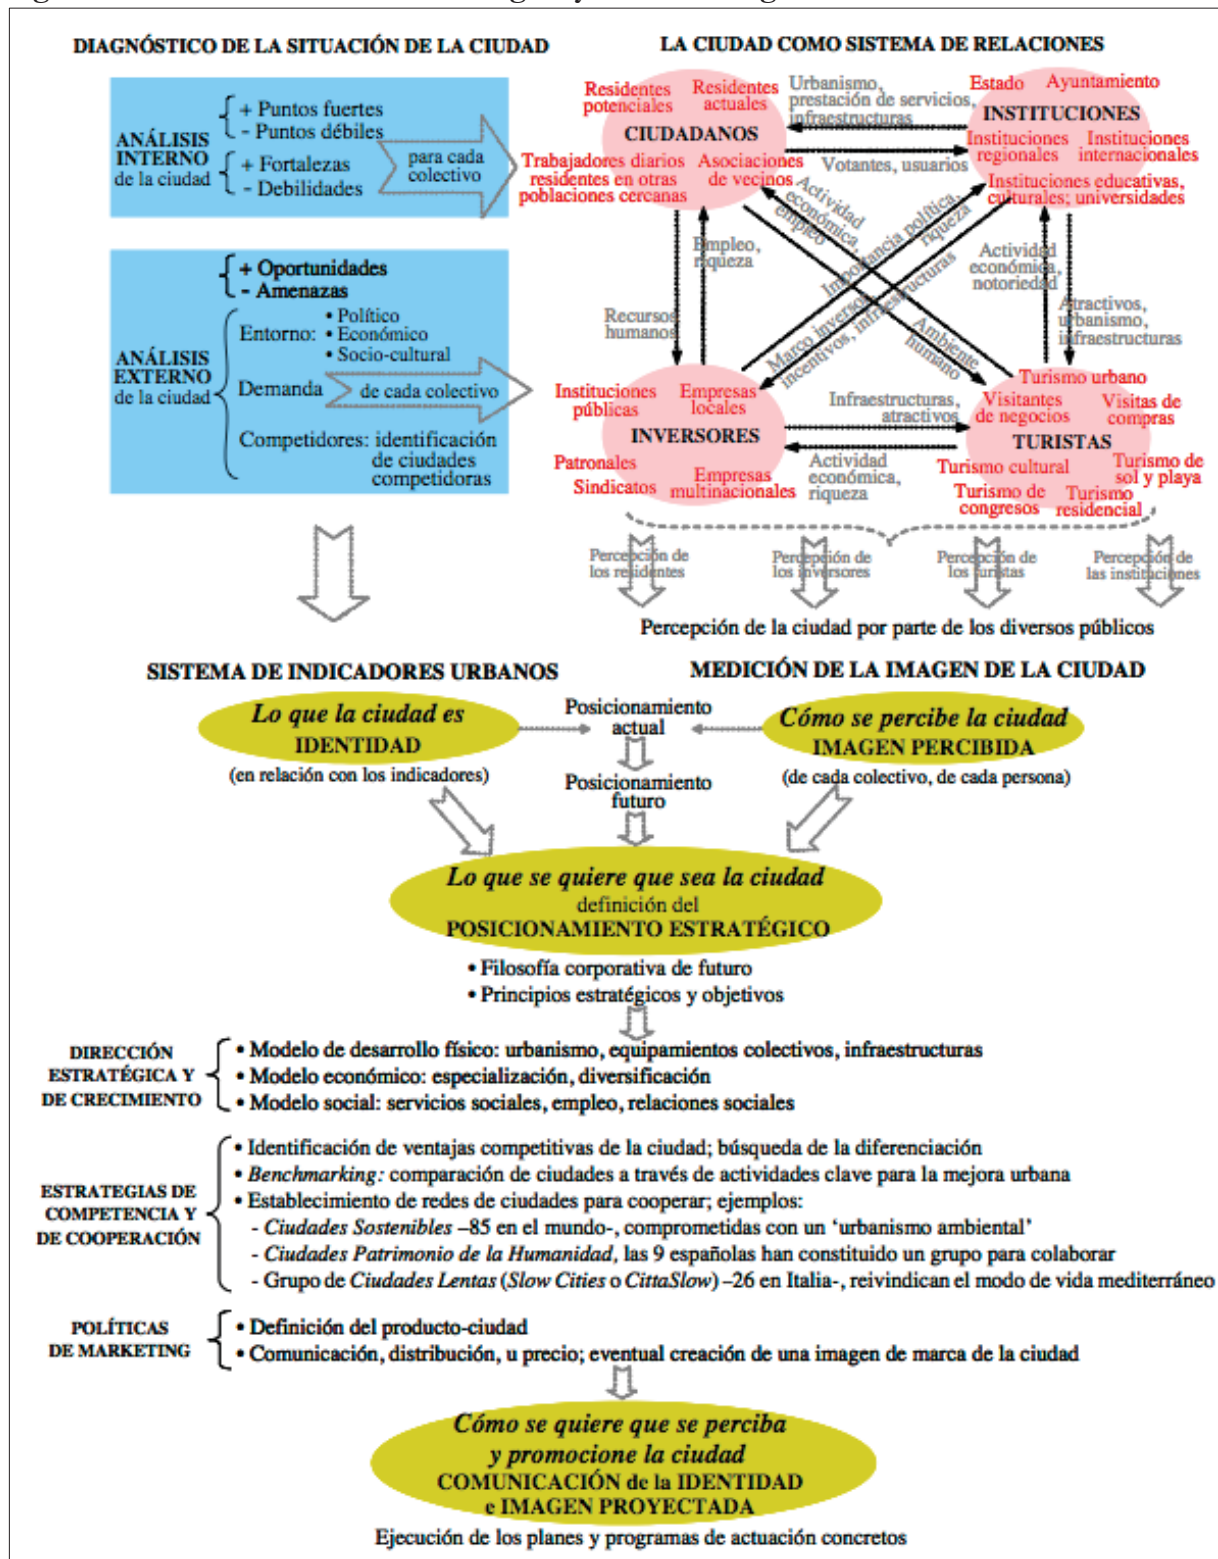 DIAGNÓSTICO DE LA SITUACIÓN DE LA CIUDAD
ANÁLISIS
INTERNO
de la ciudad
+ Puntos fuertes
- Puntos débiles
+ Fortalezas
- Debilidades
para cada
colectivo
+ Oportunidades
- Amenazas
ANÁLISIS
EXTERNO
de la ciudad
Entorno:
• Político
• Económico
• Socio-cultural
Demanda
de cada colectivo
Competidores: identificación
de ciudades
competidoras
LA CIUDAD COMO SISTEMA DE RELACIONES
Residentes
potenciales
Residentes
actuales
CIUDADANOS
Trabajadores diarios
residentes en otras
poblaciones cercanas
Asociaciones
de vecinos
Urbanismo,
prestación de servicios,
infraestructuras
Votantes, usuarios
Estado
Ayuntamiento
INSTITUCIONES
Instituciones
regionales
Instituciones
internacionales
Instituciones educativas,
culturales; universidades
Actividad
económica,
empleo
Importancia política,
riqueza
Empleo,
riqueza
Recursos
humanos
Marco inversor,
incentivos, infraestructuras
Ambiente
humano
Actividad
económica,
notoriedad
Atractivos,
urbanismo,
infraestructuras
Instituciones
públicas
Empresas
locales
INVERSORES
Patronales
Sindicatos
Empresas
multinacionales
Infraestructuras,
atractivos
Actividad
económica,
riqueza
Turismo urbano
Visitantes
de negocios
Visitas de
compras
TURISTAS
Turismo cultural
Turismo de
sol y playa
Turismo de
congresos
Turismo
residencial
Percepción de
los residentes
Percepción de
los inversores
Percepción de
los turistas
Percepción de
las instituciones
Percepción de la ciudad por parte de los diversos públicos
SISTEMA DE INDICADORES URBANOS
MEDICIÓN DE LA IMAGEN DE LA CIUDAD
Lo que la ciudad es
IDENTIDAD
(en relación con los indicadores)
Posicionamiento
actual
Posicionamiento
futuro
Cómo se percibe la ciudad
IMAGEN PERCIBIDA
(de cada colectivo, de cada persona)
Lo que se quiere que sea la ciudad
definición del
POSICIONAMIENTO ESTRATÉGICO
• Filosofía corporativa de futuro
• Principios estratégicos y objetivos
DIRECCIÓN
ESTRATÉGICA Y
DE CRECIMIENTO
• Modelo de desarrollo físico: urbanismo, equipamientos colectivos, infraestructuras
• Modelo económico: especialización, diversificación
• Modelo social: servicios sociales, empleo, relaciones sociales
ESTRATEGIAS DE
COMPETENCIA Y
DE COOPERACIÓN
• Identificación de ventajas competitivas de la ciudad; búsqueda de la diferenciación
• Benchmarking: comparación de ciudades a través de actividades clave para la mejora urbana
• Establecimiento de redes de ciudades para cooperar; ejemplos:
- Ciudades Sostenibles –85 en el mundo-, comprometidas con un ‘urbanismo ambiental’
- Ciudades Patrimonio de la Humanidad, las 9 españolas han constituido un grupo para colaborar
- Grupo de Ciudades Lentas (Slow Cities o CittaSlow) –26 en Italia-, reivindican el modo de vida mediterráneo
POLÍTICAS
DE MARKETING
• Definición del producto-ciudad
• Comunicación, distribución, u precio; eventual creación de una imagen de marca de la ciudad
Cómo se quiere que se perciba
y promocione la ciudad
COMUNICACIÓN de la IDENTIDAD
e IMAGEN PROYECTADA
Ejecución de los planes y programas de actuación concretos